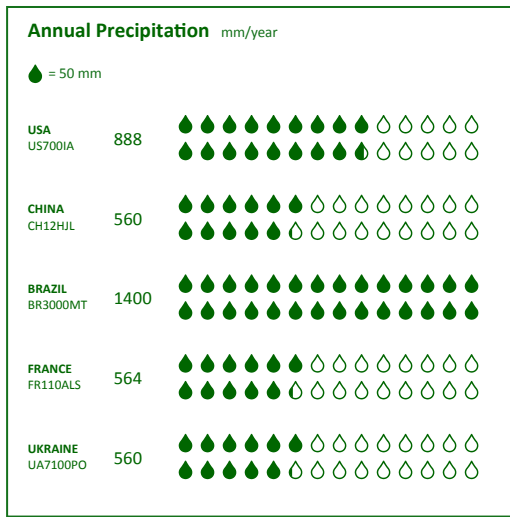 Annual Precipitation mm/year
= 50 mm
USA
US700IA
888
CHINA
CH12HJL
560
BRAZIL
BR3000MT
1400
FRANCE
FR110ALS
564
UKRAINE
UA7100PO
560